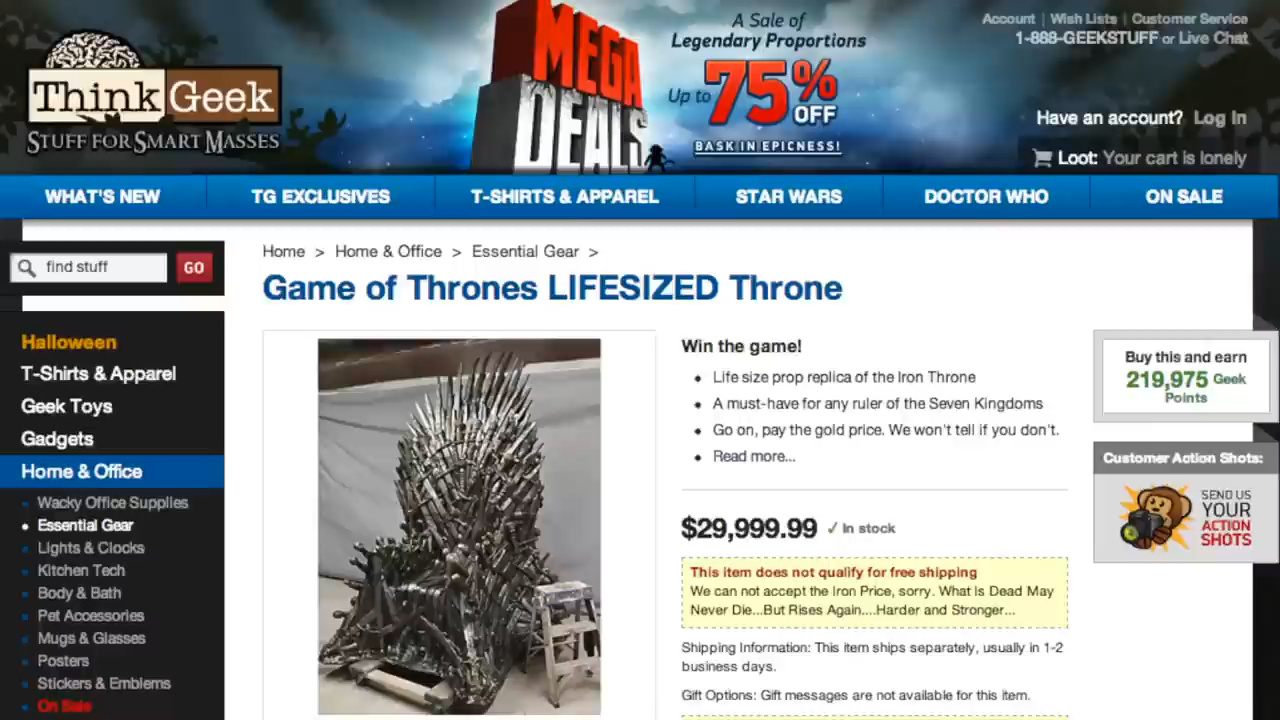 Account | Wish Lists | Customer Service
1-888-GEEKSTUFF or Live Chat
MEGA
DEALS
A Sale of
Legendary Proportions
Up to 75% OFF
BASK IN EPICNESS!
Think Geek
STUFF FOR SMART MASSES
Have an account? Log In
Loot: Your cart is lonely
WHAT'S NEW
TG EXCLUSIVES
T-SHIRTS & APPAREL
STAR WARS
DOCTOR WHO
ON SALE
find stuff
GO
Halloween
T-Shirts & Apparel
Geek Toys
Gadgets
Home & Office
Wacky Office Supplies
Essential Gear
Lights & Clocks
Kitchen Tech
Body & Bath
Pet Accessories
Mugs & Glasses
Posters
Stickers & Emblems
On Sale
Home > Home & Office > Essential Gear >
Game of Thrones LIFESIZED Throne
Win the game!
Life size prop replica of the Iron Throne
A must-have for any ruler of the Seven Kingdoms
Go on, pay the gold price. We won't tell if you don't.
Read more...
$29,999.99 ✓ In stock
This item does not qualify for free shipping
We can not accept the Iron Price, sorry. What Is Dead May
Never Die...But Rises Again....Harder and Stronger...
Shipping Information: This item ships separately, usually in 1-2
business days.
Gift Options: Gift messages are not available for this item.
Buy this and earn
219,975 Geek
Points
Customer Action Shots:
SEND US
YOUR
ACTION
SHOTS